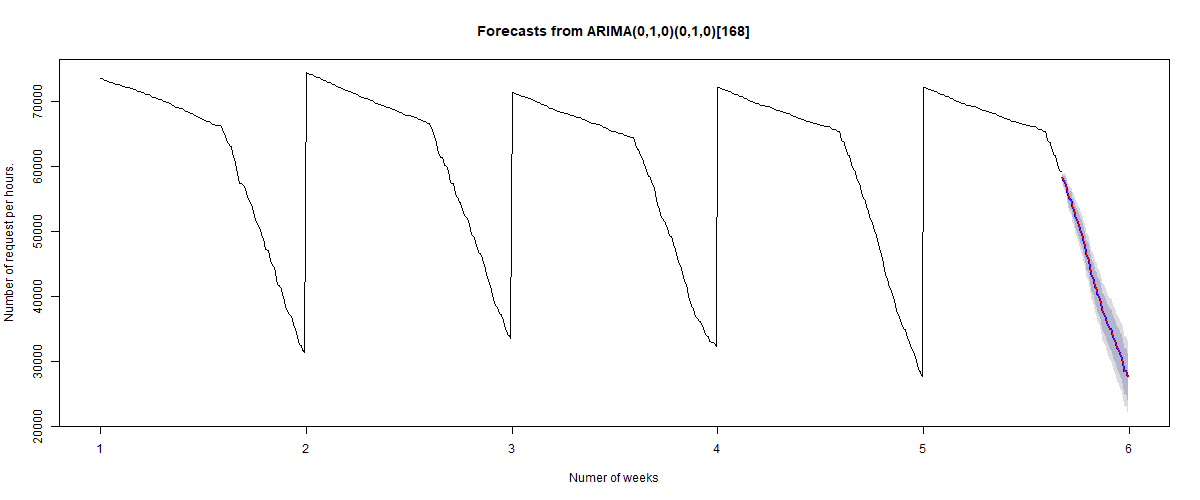 Forecasts from ARIMA(0,1,0)(0,1,0)[168]
Number of request per hours.
70000
60000
50000
40000
30000
20000
1 2 3 4 5 6
Numer of weeks